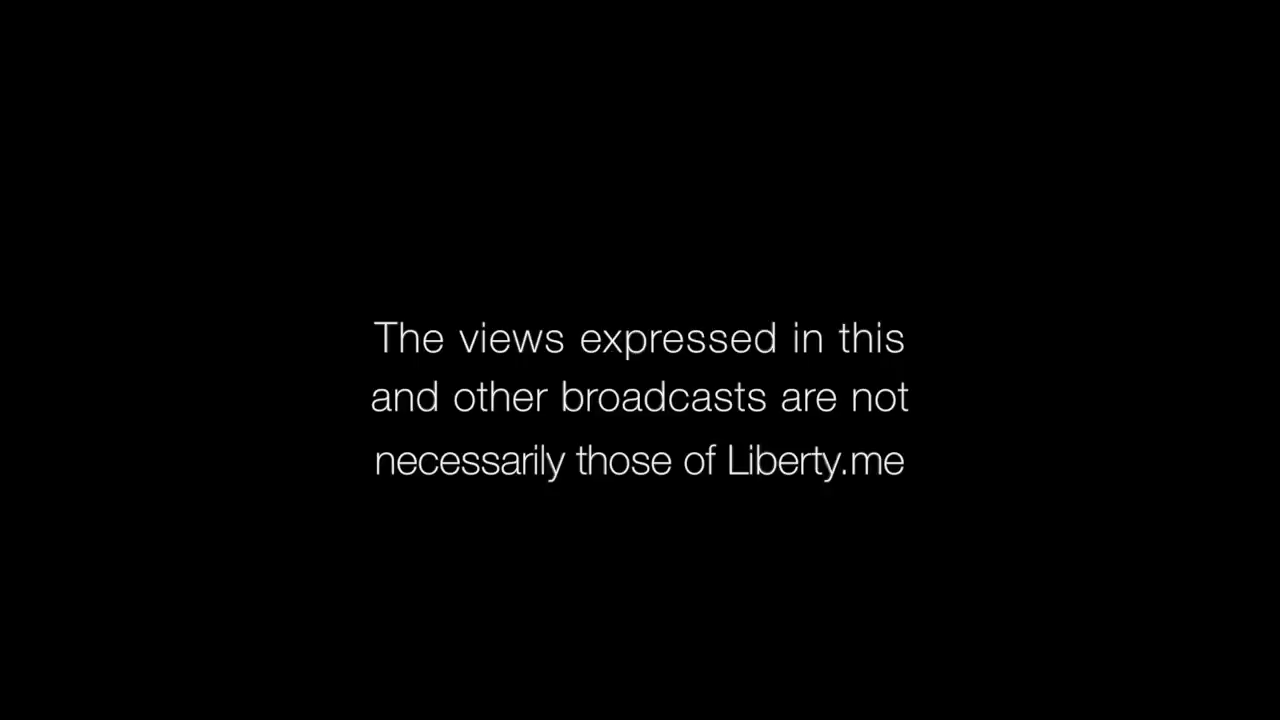 The views expressed in this
and other broadcasts are not
necessarily those of Liberty.me